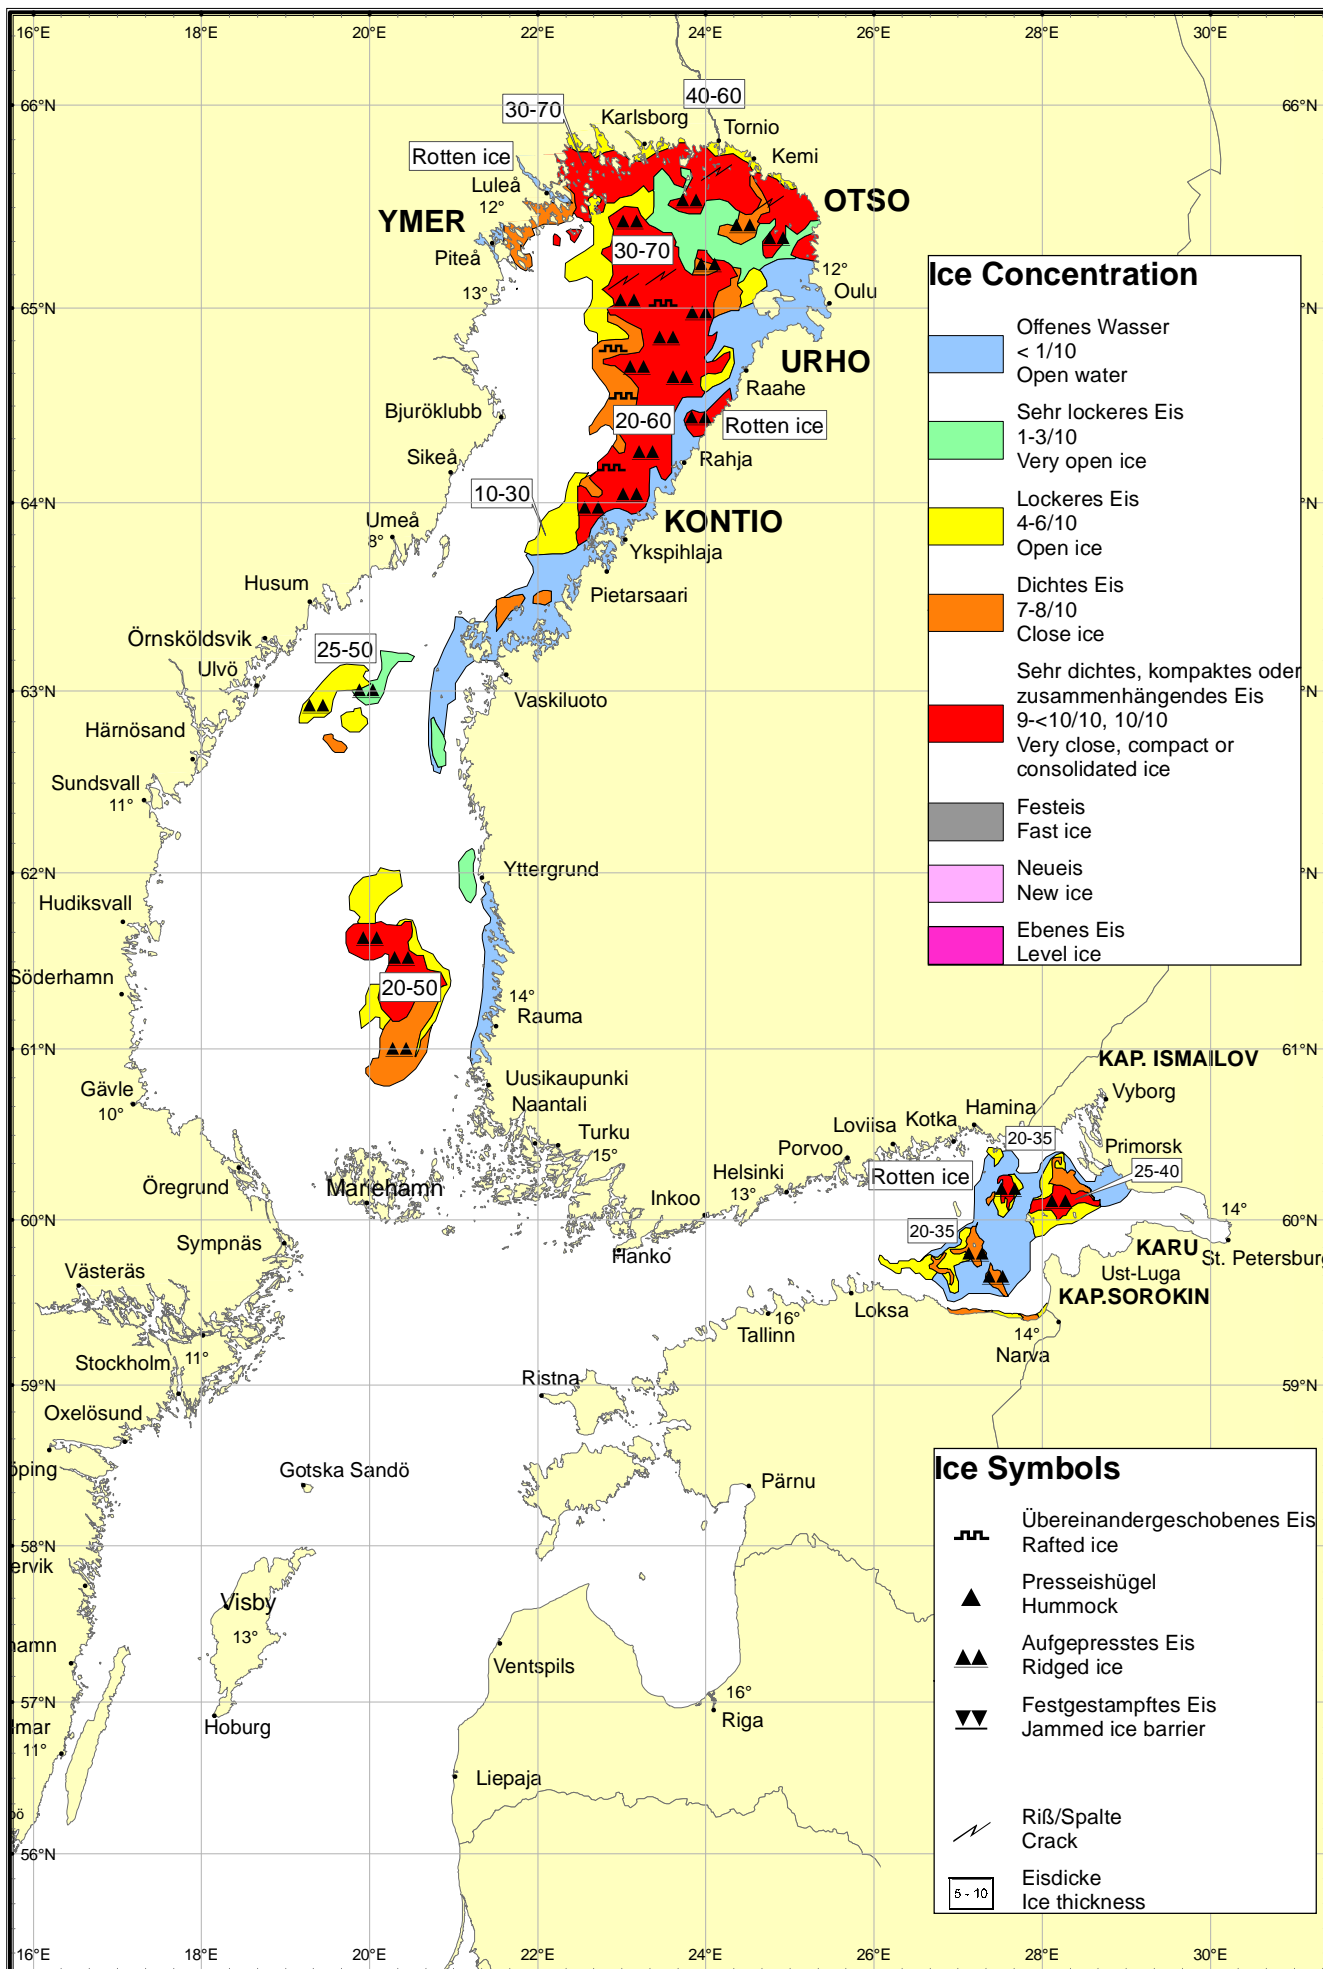 16°E
18°E
20°E
22°E
24°E
26°E
28°E
30°E
66°N
66°N
40-60
30-70
Karlsborg
Tornio
Kemi
Rotten ice
Luleå
12°
YMER
OTSO
Piteå
30-70
13°
12°
Oulu
65°N
°N
URHO
Raahe
Bjuröklubb
20-60
Rotten ice
Sikeå
Rahja
10-30
64°N
°N
KONTIO
Umeå
8°
Ykspihlaja
Pietarsaari
Husum
Örnsköldsvik
25-50
Ulvö
63°N
°N
Vaskiluoto
Härnösand
Sundsvall
11°
62°N
°N
Yttergrund
Hudiksvall
Söderhamn
20-50
14°
Rauma
61°N
61°N
KAP. ISMAILOV
Gävle
10°
Uusikaupunki
Naantali
Turku
15°
Vyborg
Hamina
Kotka
Loviisa
Porvoo
20-35
Primorsk
25-40
Rotten ice
Helsinki
13°
Inkoo
Öregrund
Mariehamn
60°N
60°N
14°
20-35
Sympnäs
Hanko
KARU
St. Petersburg
Ust-Luga
KAP.SOROKIN
Västeräs
Loksa
16°
Tallinn
14°
Narva
Stockholm
11°
59°N
59°N
Ristna
Oxelösund
öping
Gotska Sandö
Pärnu
58°N
ervik
Visby
13°
hamn
Ventspils
57°N
16°
Riga
Hoburg
lmar
11°
Liepaja
56°N
16°E
18°E
20°E
22°E
24°E
26°E
28°E
30°E
Ice Concentration
Offenes Wasser
< 1/10
Open water
Sehr lockeres Eis
1-3/10
Very open ice
Lockeres Eis
4-6/10
Open ice
Dichtes Eis
7-8/10
Close ice
Sehr dichtes, kompaktes oder
zusammenhängendes Eis
9-<10/10, 10/10
Very close, compact or
consolidated ice
Festeis
Fast ice
Neueis
New ice
Ebenes Eis
Level ice
Ice Symbols
Übereinandergeschobenes Eis
Rafted ice
Presseishügel
Hummock
Aufgepresstes Eis
Ridged ice
Festgestampftes Eis
Jammed ice barrier
Riß/Spalte
Crack
5 - 10
Eisdicke
Ice thickness